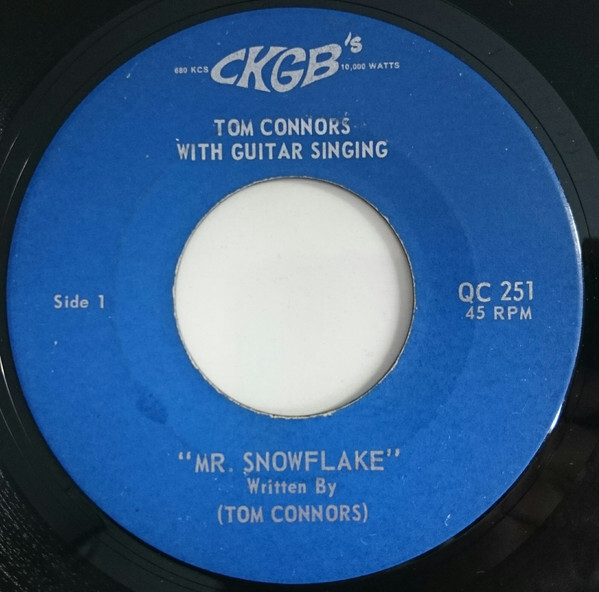 680 KCS CKGB's 10,000 WATTS
TOM CONNORS
WITH GUITAR SINGING
Side 1
QC 251
45 RPM
"MR. SNOWFLAKE"
Written By
(TOM CONNORS)